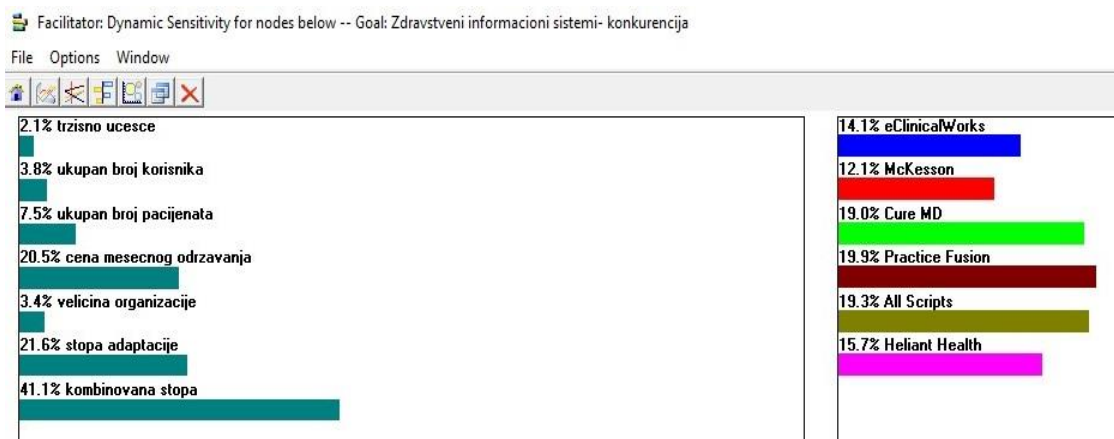 Facilitator: Dynamic Sensitivity for nodes below -- Goal: Zdravstveni informacioni sistemi- konkurencija
File Options Window
2.1% trzisno ucesce
3.8% ukupan broj korisnika
7.5% ukupan broj pacijenata
20.5% cena mesecnog odrzavanja
3.4% velicina organizacije
21.6% stopa adaptacije
41.1% kombinovana stopa
14.1% eClinicalWorks
12.1% McKesson
19.0% Cure MD
19.9% Practice Fusion
19.3% All Scripts
15.7% Heliant Health